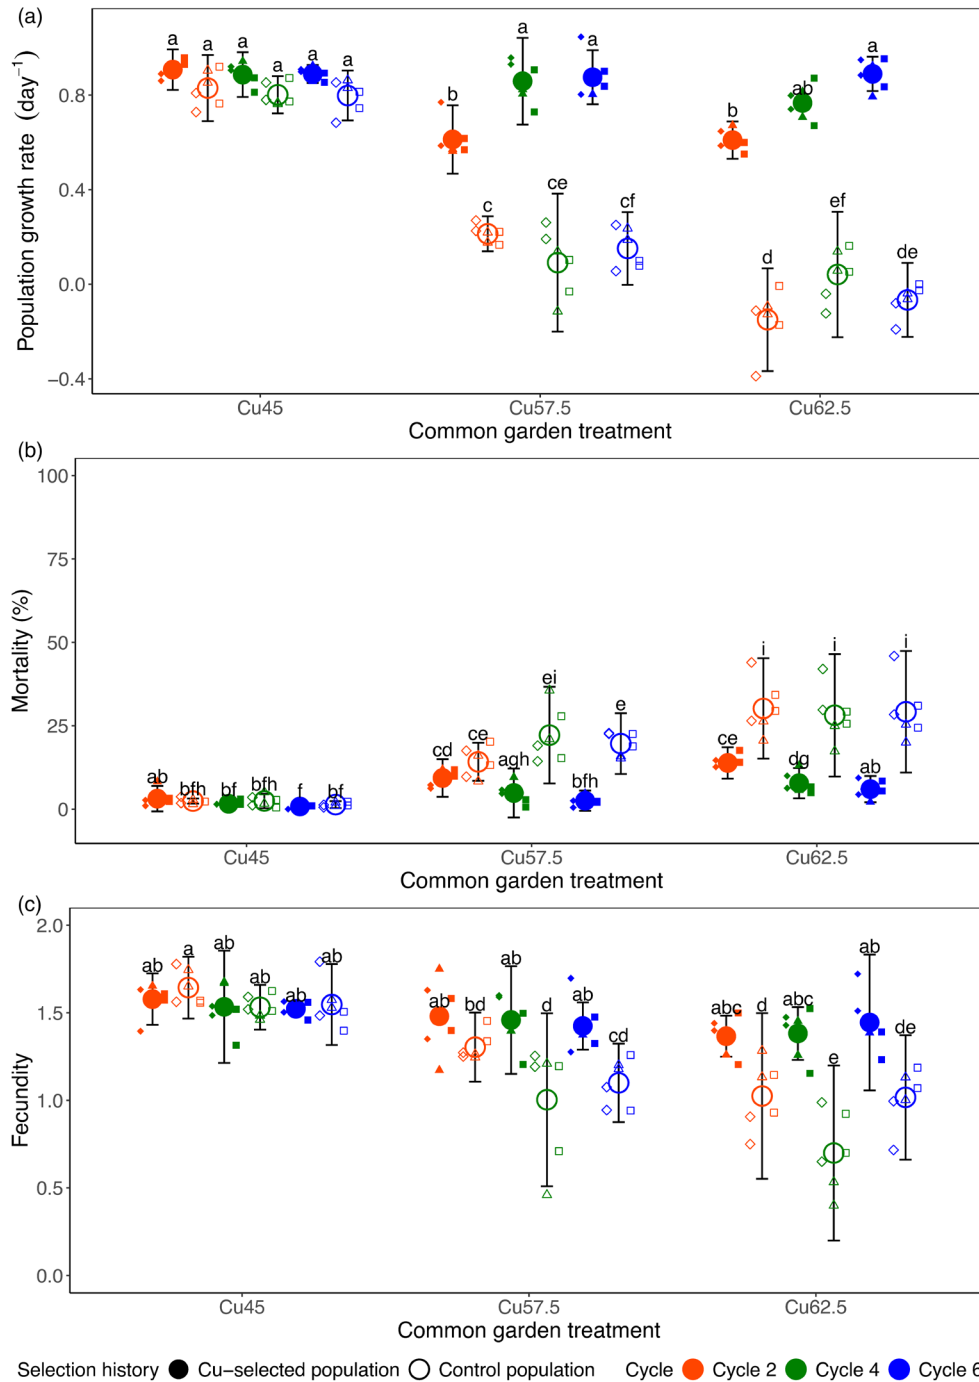 (a)
a a a a a a
b a a
c ce cf
b ab a
d ef de
0.8
0.4
0.0
−0.4
Population growth rate (day⁻¹)
Cu45 Cu57.5 Cu62.5
Common garden treatment
(b)
100
75
50
25
0
Mortality (%)
ab bfh bf bfh f bf
cd ce agh ei bfh e
ce i dg i ab i
Cu45 Cu57.5 Cu62.5
Common garden treatment
(c)
2.0
1.5
1.0
0.5
0.0
Fecundity
ab a ab ab ab ab
ab bd ab d ab cd
abc d abc e ab de
Cu45 Cu57.5 Cu62.5
Common garden treatment
Selection history Cu−selected population Control population Cycle Cycle 2 Cycle 4 Cycle 6